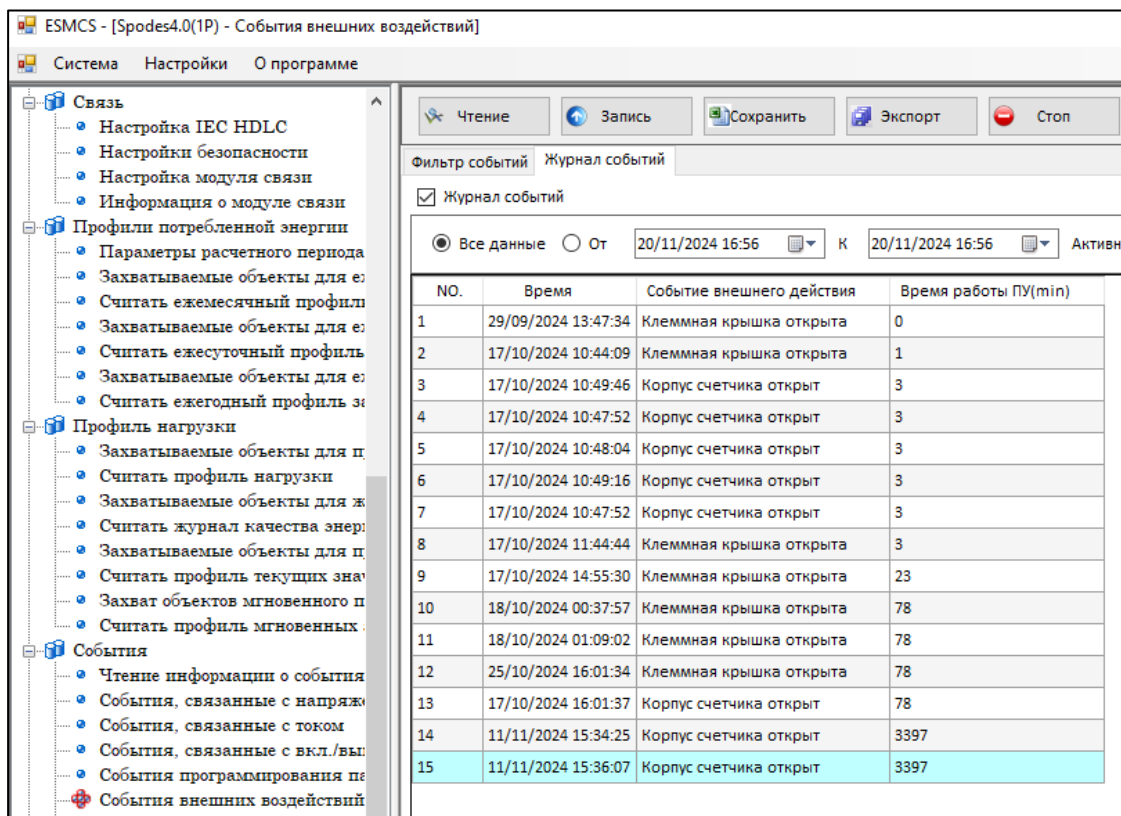 ESMCS - [Spodes4.0(1P) - События внешних воздействий]
Система Настройки О программе
Связь
Настройка IEC HDLC
Настройки безопасности
Настройка модуля связи
Информация о модуле связи
Профили потребленной энергии
Параметры расчетного периода
Захватываемые объекты для е
Считать ежемесячный профиль
Захватываемые объекты для е
Считать ежесуточный профиль
Захватываемые объекты для е
Считать ежегодный профиль за
Профиль нагрузки
Захватываемые объекты для п
Считать профиль нагрузки
Захватываемые объекты для ж
Считать журнал качества энер
Захватываемые объекты для п
Считать профиль текущих зна
Захват объектов мгновенного п
Считать профиль мгновенных
События
Чтение информации о события
События, связанные с напряж
События, связанные с током
События, связанные с вкл./вы
События программирования па
События внешних воздействий
Чтение Запись Сохранить Экспорт Стоп
Фильтр событий Журнал событий
Журнал событий
Все данные От 20/11/2024 16:56 К 20/11/2024 16:56 Активн
NO. Время Событие внешнего действия Время работы ПУ(min)
1 29/09/2024 13:47:34 Клеммная крышка открыта 0
2 17/10/2024 10:44:09 Клеммная крышка открыта 1
3 17/10/2024 10:49:46 Корпус счетчика открыт 3
4 17/10/2024 10:47:52 Корпус счетчика открыт 3
5 17/10/2024 10:48:04 Корпус счетчика открыт 3
6 17/10/2024 10:49:16 Корпус счетчика открыт 3
7 17/10/2024 10:47:52 Корпус счетчика открыт 3
8 17/10/2024 11:44:44 Клеммная крышка открыта 3
9 17/10/2024 14:55:30 Клеммная крышка открыта 23
10 18/10/2024 00:37:57 Клеммная крышка открыта 78
11 18/10/2024 01:09:02 Клеммная крышка открыта 78
12 25/10/2024 16:01:34 Клеммная крышка открыта 78
13 17/10/2024 16:01:37 Корпус счетчика открыт 78
14 11/11/2024 15:34:25 Корпус счетчика открыт 3397
15 11/11/2024 15:36:07 Корпус счетчика открыт 3397